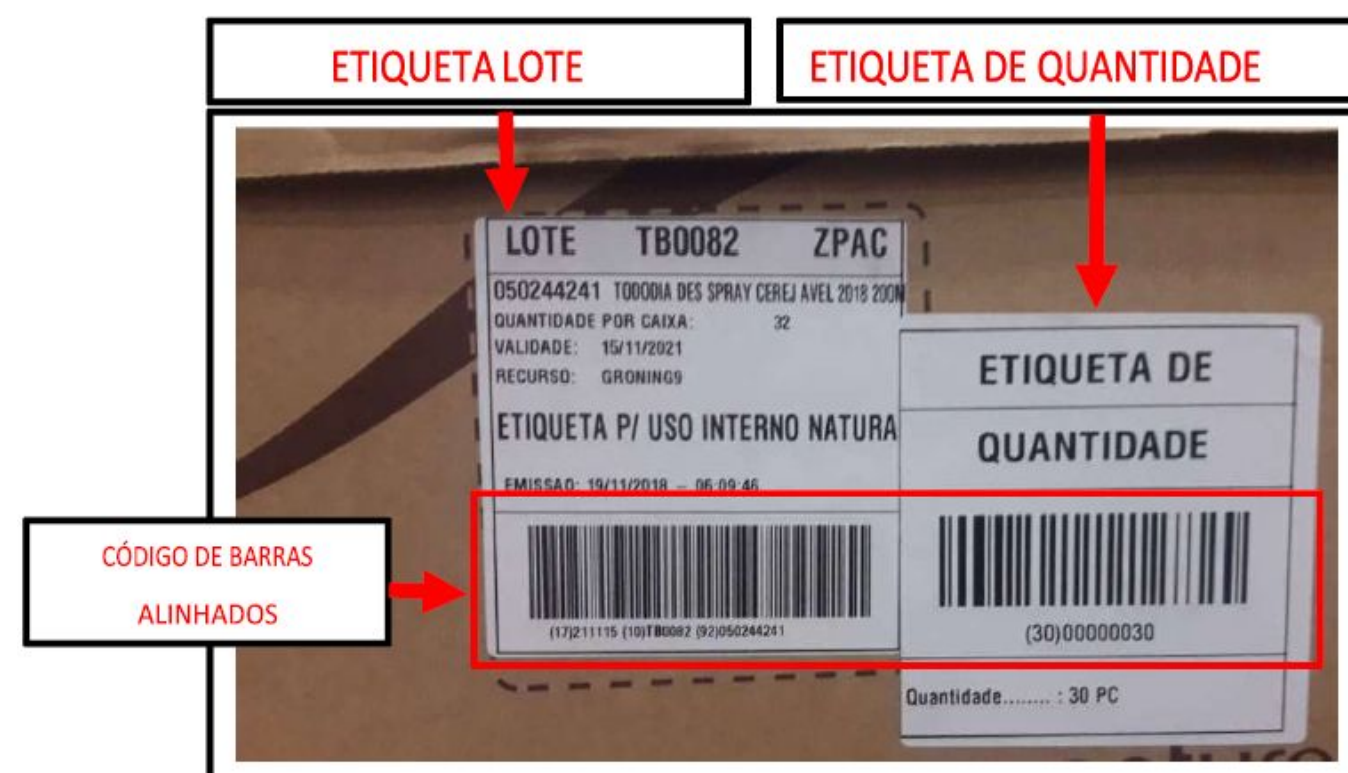 ETIQUETA LOTE
ETIQUETA DE QUANTIDADE
LOTE TB0082 ZPAC
050244241 TODODIA DES SPRAY CEREJ AVEL 2018 200M
QUANTIDADE POR CAIXA: 32
VALIDADE: 15/11/2021
RECURSO: GRONING9
ETIQUETA P/ USO INTERNO NATURA
EMISSAO: 19/11/2018 - 06:09:46
(17)211115 (10)TB0082 (92)050244241
ETIQUETA DE
QUANTIDADE
(30)00000030
Quantidade........ : 30 PC
CÓDIGO DE BARRAS
ALINHADOS